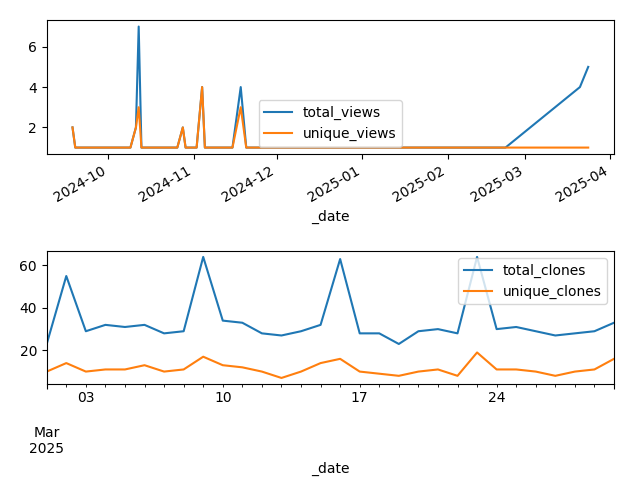 6
4
2
total_views
unique_views
2024-10
2024-11
2024-12
2025-01
2025-02
2025-03
2025-04
_date
60
40
20
total_clones
unique_clones
03
10
17
24
Mar
2025
_date